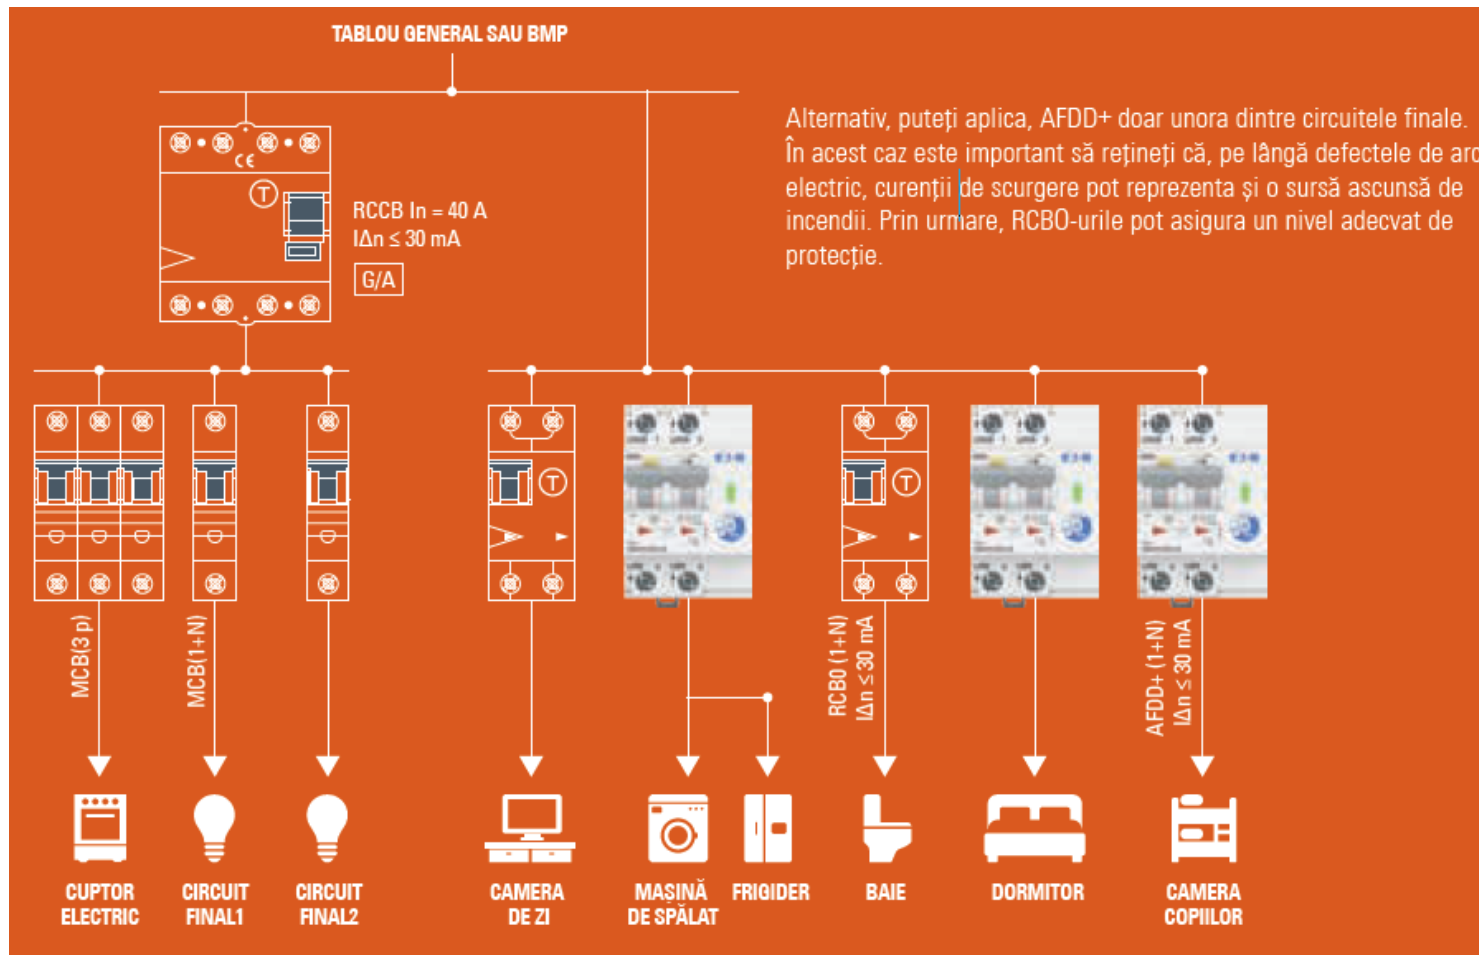 TABLOU GENERAL SAU BMP
Alternativ, puteți aplica, AFDD+ doar unora dintre circuitele finale.
În acest caz este important să rețineți că, pe lângă defectele de arc
electric, curenții de scurgere pot reprezenta și o sursă ascunsă de
incendii. Prin urmare, RCBO-urile pot asigura un nivel adecvat de
protecție.
CE
T
RCCB In = 40 A
I∆n ≤ 30 mA
G/A
T
T
MCB(3 p)
MCB(1+N)
RCBO (1+N)
I∆n ≤ 30 mA
AFDD+ (1+N)
I∆n ≤ 30 mA
CUPTOR
ELECTRIC
CIRCUIT
FINAL1
CIRCUIT
FINAL2
CAMERA
DE ZI
MAȘINĂ
DE SPĂLAT
FRIGIDER
BAIE
DORMITOR
CAMERA
COPIILOR